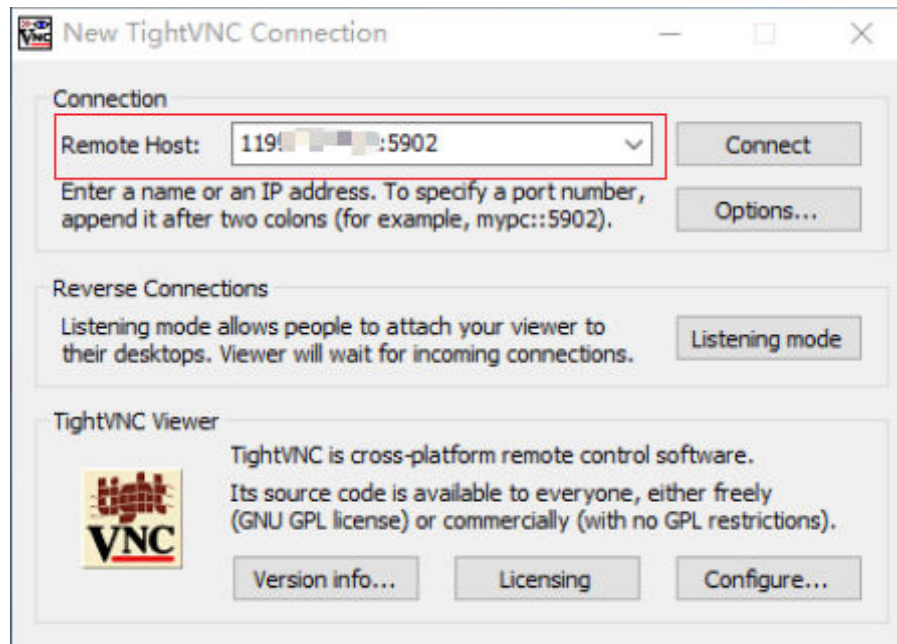 New TightVNC Connection
Connection
Remote Host:
:5902
Connect
Enter a name or an IP address. To specify a port number,
append it after two colons (for example, mypc::5902).
Options...
Reverse Connections
Listening mode allows people to attach your viewer to
their desktops. Viewer will wait for incoming connections.
Listening mode
TightVNC Viewer
TightVNC is cross-platform remote control software.
Its source code is available to everyone, either freely
(GNU GPL license) or commercially (with no GPL restrictions).
tight
VNC
Version info...
Licensing
Configure...